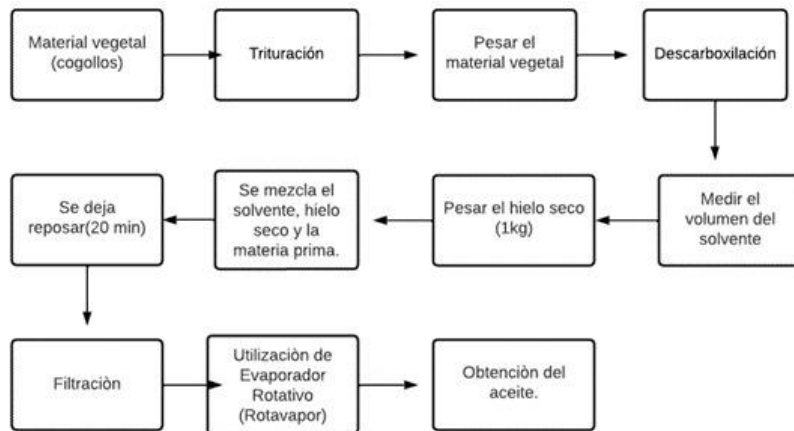 Material vegetal
(cogollos)
Trituración
Pesar el
material vegetal
Descarboxilación
Medir el
volumen del
solvente
Pesar el hielo seco
(1kg)
Se mezcla el
solvente, hielo
seco y la
materia prima.
Se deja
reposar(20 min)
Filtraciòn
Utilizaciòn de
Evaporador
Rotativo
(Rotavapor)
Obtenciòn del
aceite.